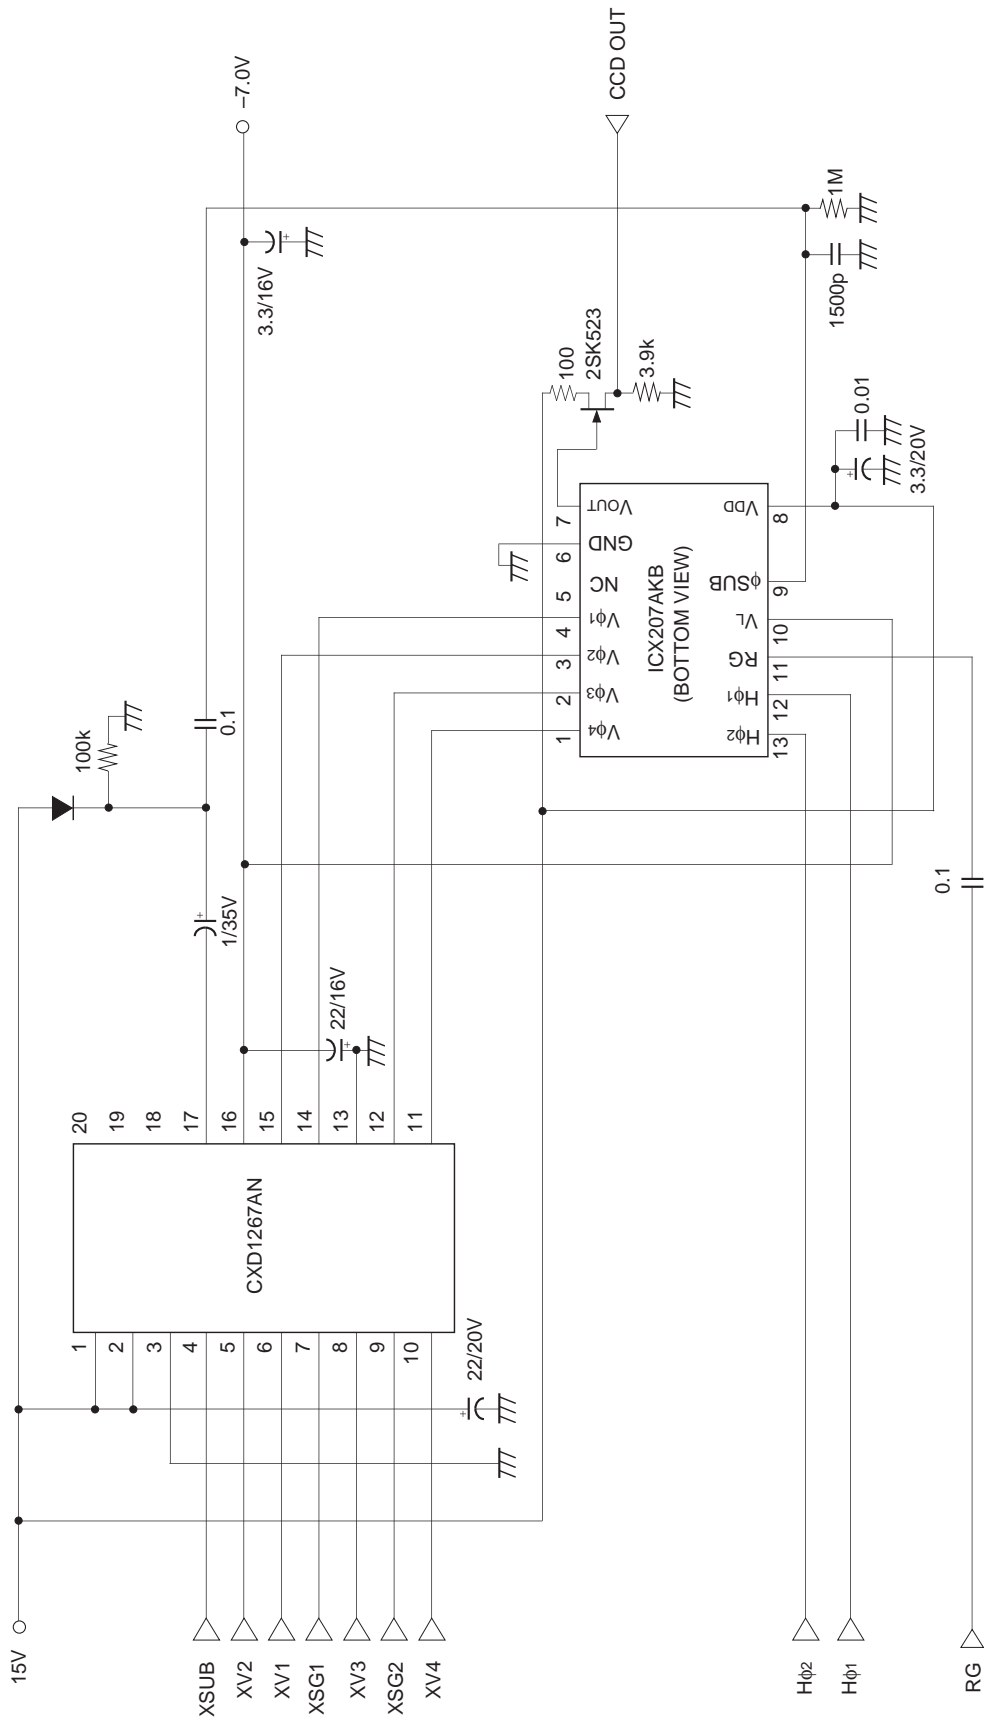 15V
XSUB
XV2
XV1
XSG1
XV3
XSG2
XV4
Hφ2
Hφ1
RG
22/20V
1
2
3
4
5
6
7
8
9
10
CXD1267AN
20
19
18
17
16
15
14
13
12
11
22/16V
1/35V
100k
0.1
0.1
3.3/16V
–7.0V
1
2
3
4
5
6
7
Vφ4
Vφ3
Vφ2
Vφ1
NC
GND
VOUT
ICX207AKB
(BOTTOM VIEW)
Hφ2
Hφ1
RG
VL
φSUB
VDD
13
12
11
10
9
8
100
2SK523
3.9k
CCD OUT
3.3/20V
0.01
1500p
1M